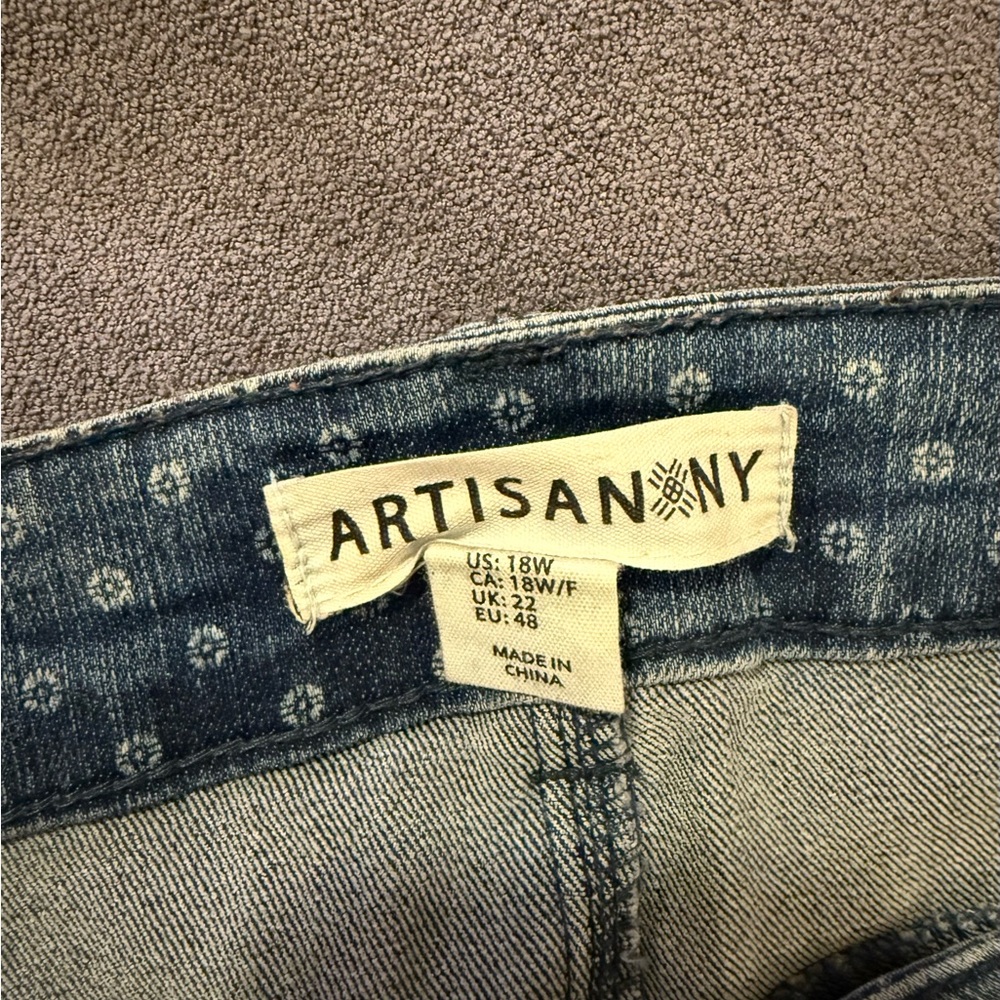 ARTISAN NY
US: 18W
CA: 18W/F
UK: 22
EU: 48
MADE IN
CHINA